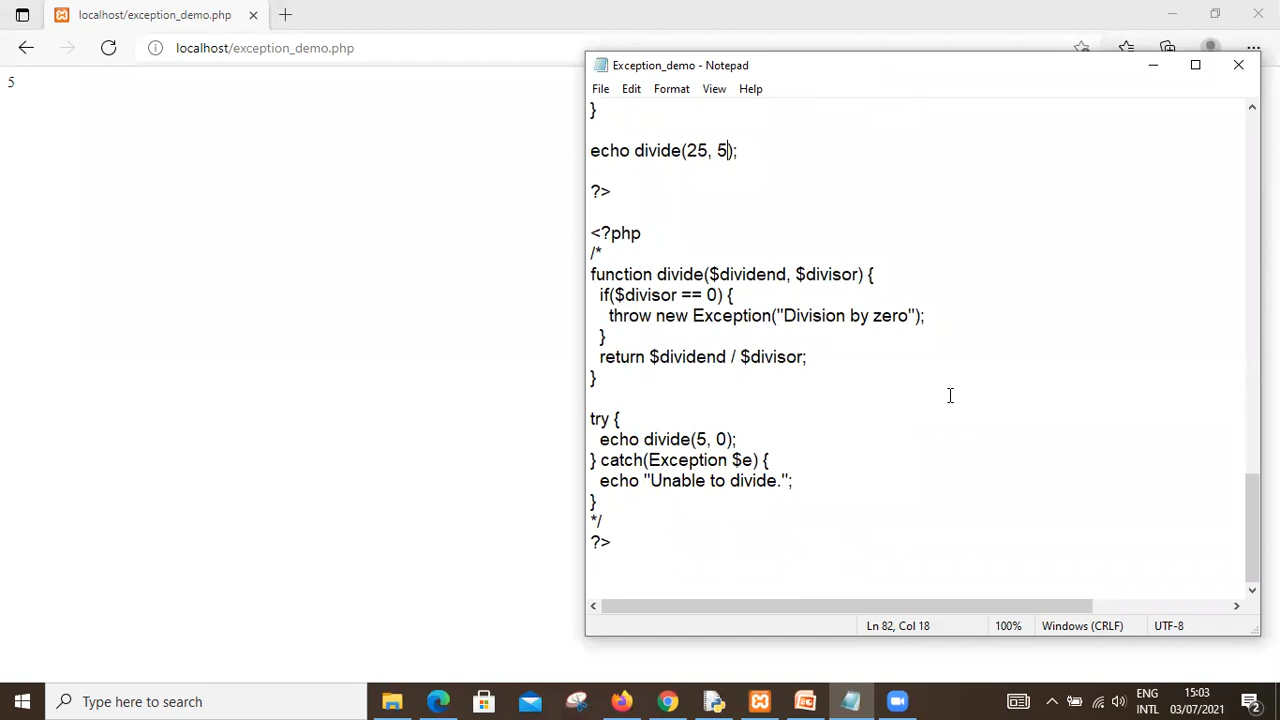 localhost/exception_demo.php
localhost/exception_demo.php
5
Exception_demo - Notepad
File Edit Format View Help
}
echo divide(25, 5);
?>
<?php
/*
function divide($dividend, $divisor) {
if($divisor == 0) {
throw new Exception("Division by zero");
}
return $dividend / $divisor;
}
try {
echo divide(5, 0);
} catch(Exception $e) {
echo "Unable to divide.";
}
*/
?>
Ln 82, Col 18 100% Windows (CRLF) UTF-8
Type here to search
ENG
INTL
15:03
03/07/2021
2